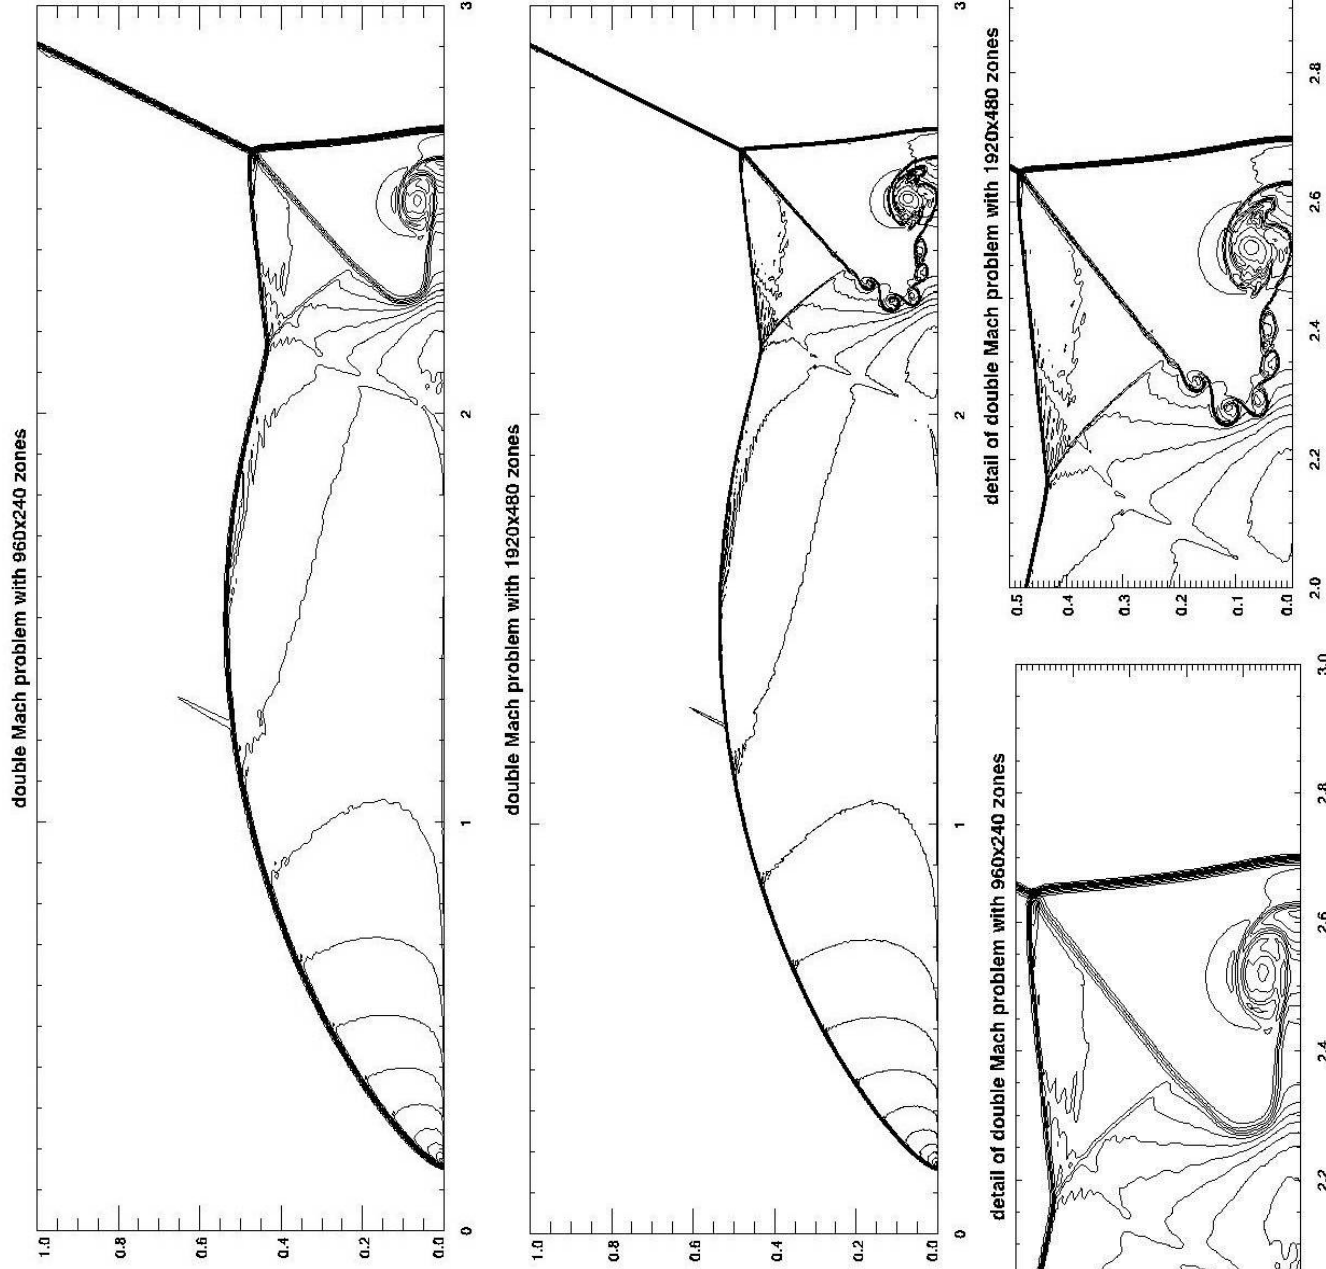 double Mach problem with 960x240 zones
1.0
0.8
0.6
0.4
0.2
0.0
0 1 2 3
double Mach problem with 1920x480 zones
1.0
0.8
0.6
0.4
0.2
0.0
0 1 2 3
detail of double Mach problem with 960x240 zones
2.2 2.4 2.6 2.8 3.0
detail of double Mach problem with 1920x480 zones
0.5
0.4
0.3
0.2
0.1
0.0
2.0 2.2 2.4 2.6 2.8